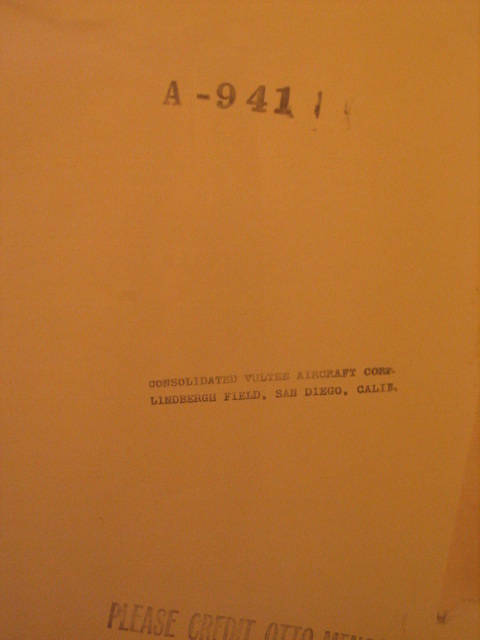 A-941
CONSOLIDATED VULTEE AIRCRAFT CORP.
LINDBERGH FIELD, SAN DIEGO, CALIF.
PLEASE CREDIT OTTO